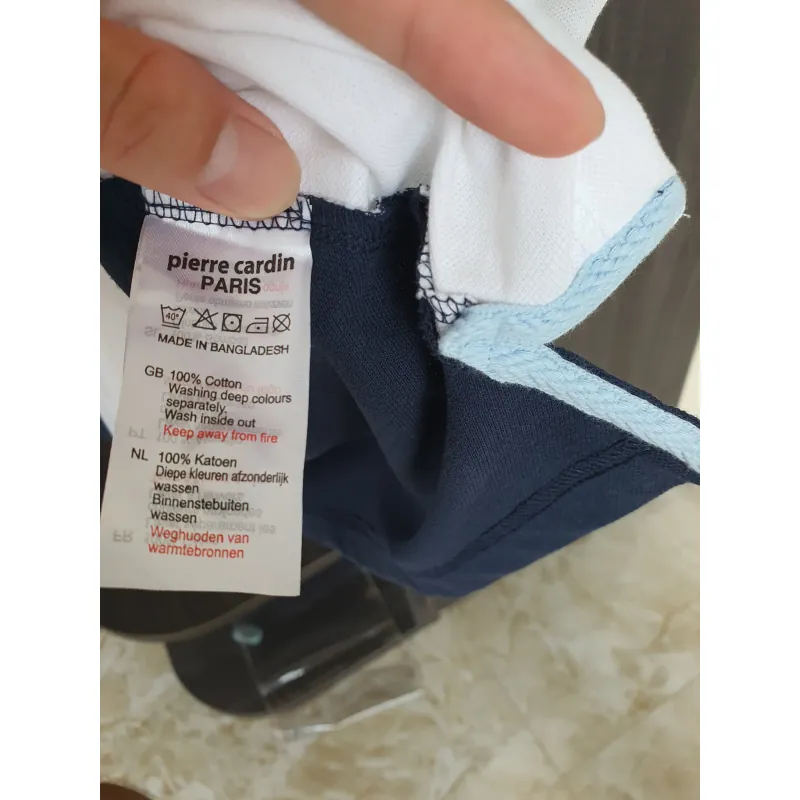 pierre cardin
PARIS
40°
MADE IN BANGLADESH
GB 100% Cotton
Washing deep colours
separately.
Wash inside out
Keep away from fire
NL 100% Katoen
Diepe kleuren afzonderlijk
wassen
Binnenstebuiten
wassen
Weghuoden van
warmtebronnen